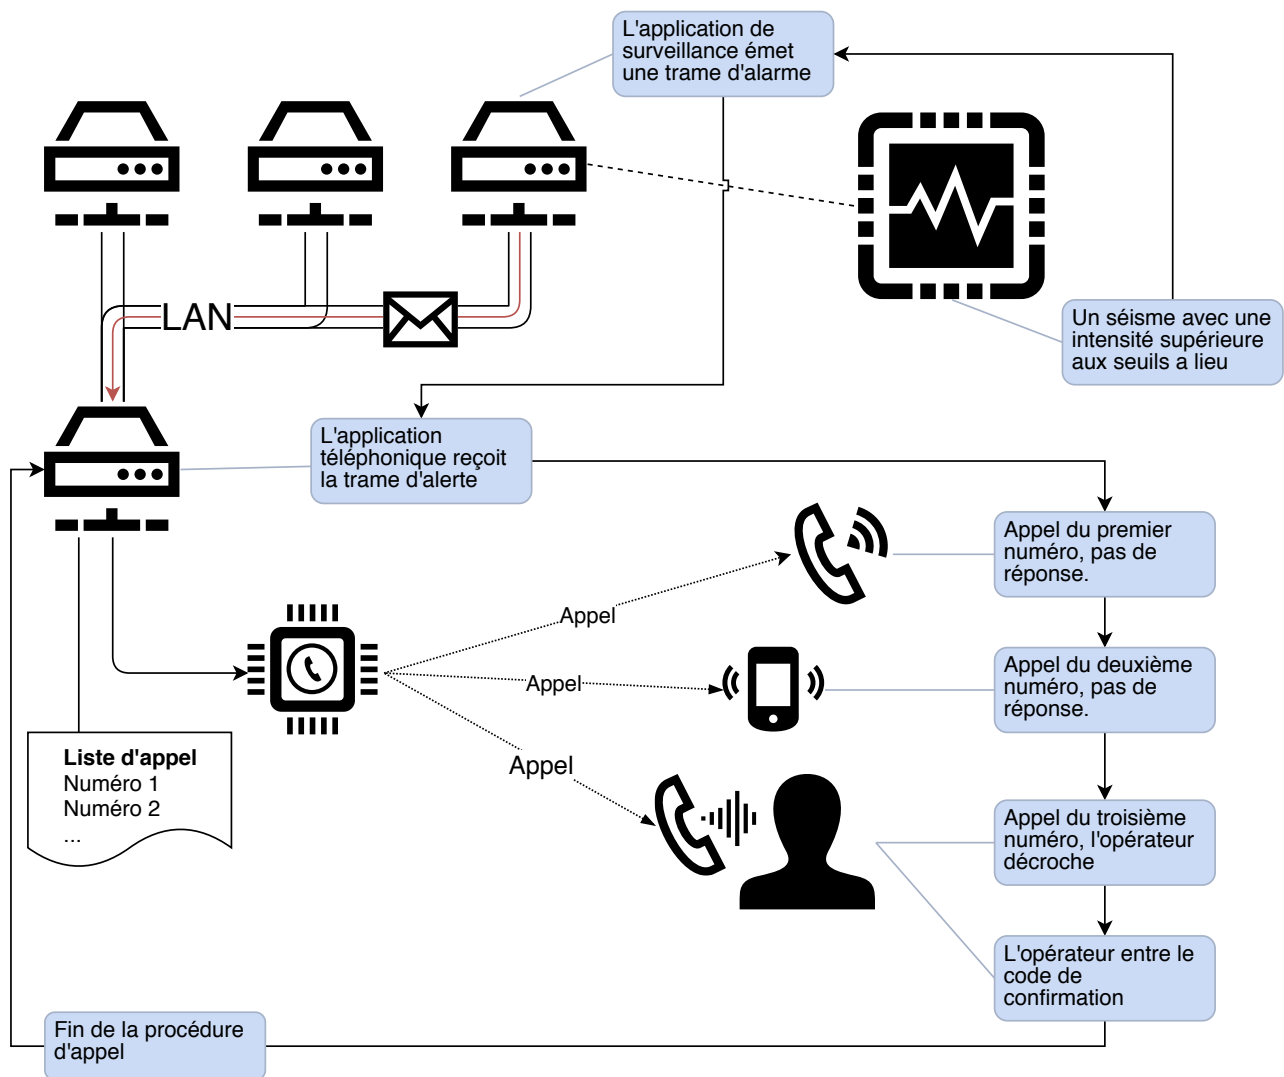 L'application de
surveillance émet
une trame d'alarme
LAN
Un séisme avec une
intensité supérieure
aux seuils a lieu
L'application
téléphonique reçoit
la trame d'alerte
Appel du premier
numéro, pas de
réponse.
Appel
Appel du deuxième
numéro, pas de
réponse.
Appel
Liste d'appel
Numéro 1
Numéro 2
...
Appel
Appel du troisième
numéro, l'opérateur
décroche
L'opérateur entre le
code de
confirmation
Fin de la procédure
d'appel